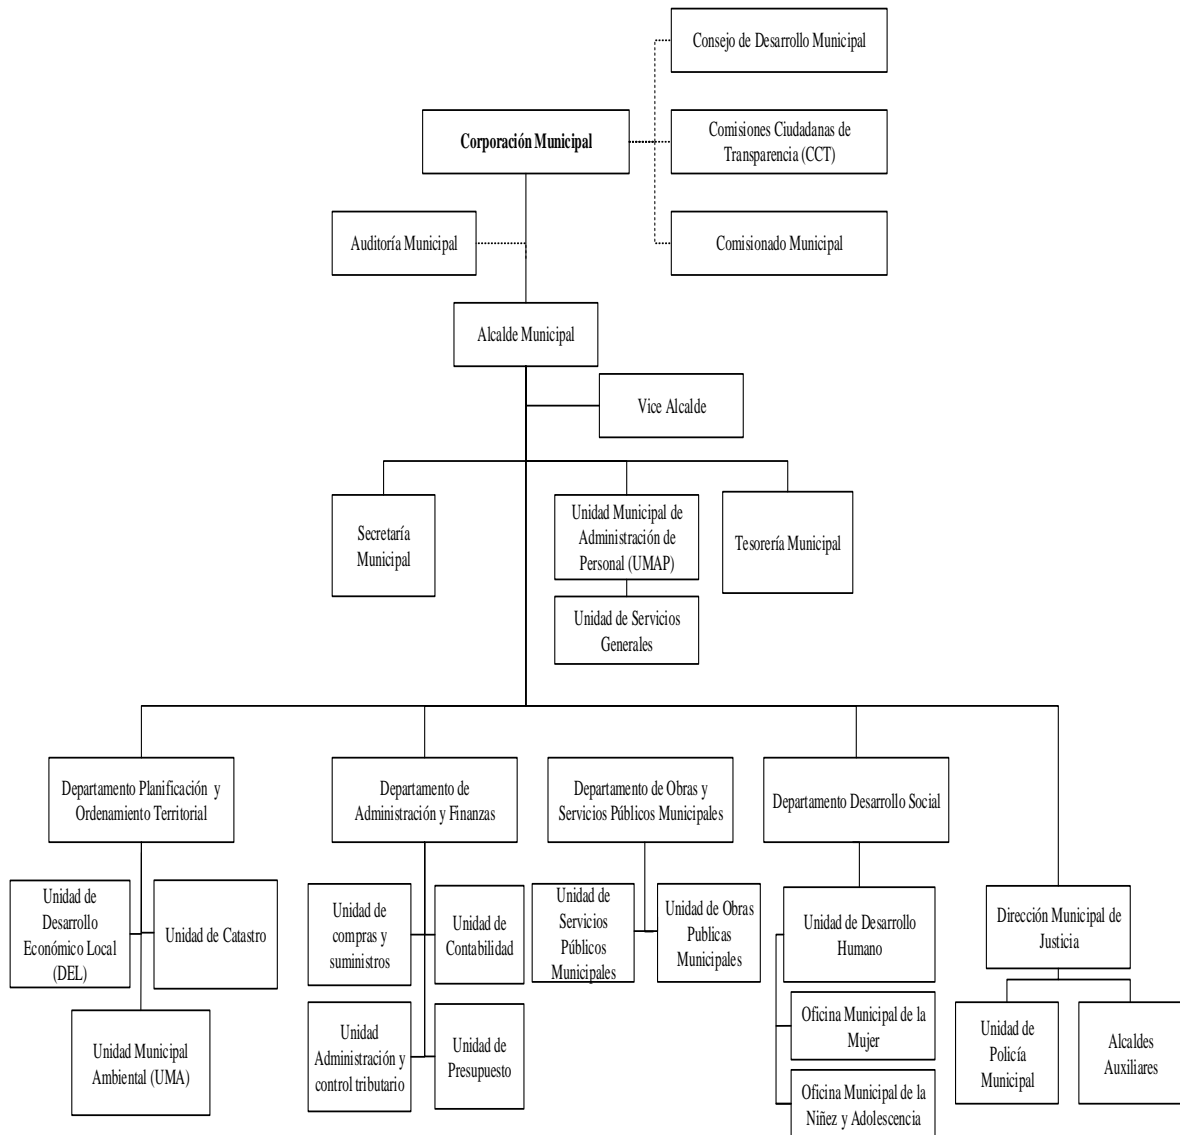 Consejo de Desarrollo Municipal
Corporación Municipal
Comisiones Ciudadanas de
Transparencia (CCT)
Auditoría Municipal
Comisionado Municipal
Alcalde Municipal
Vice Alcalde
Secretaría
Municipal
Unidad Municipal de
Administración de
Personal (UMAP)
Tesorería Municipal
Unidad de Servicios
Generales
Departamento Planificación y
Ordenamiento Territorial
Departamento de
Administración y Finanzas
Departamento de Obras y
Servicios Públicos Municipales
Departamento Desarrollo Social
Unidad de
Desarrollo
Económico Local
(DEL)
Unidad de Catastro
Unidad de
compras y
suministros
Unidad de
Contabilidad
Unidad de
Servicios
Públicos
Municipales
Unidad de Obras
Publicas
Municipales
Unidad de Desarrollo
Humano
Dirección Municipal de
Justicia
Unidad Municipal
Ambiental (UMA)
Unidad
Administración y
control tributario
Unidad de
Presupuesto
Oficina Municipal de la
Mujer
Oficina Municipal de la
Niñez y Adolescencia
Unidad de
Policía
Municipal
Alcaldes
Auxiliares